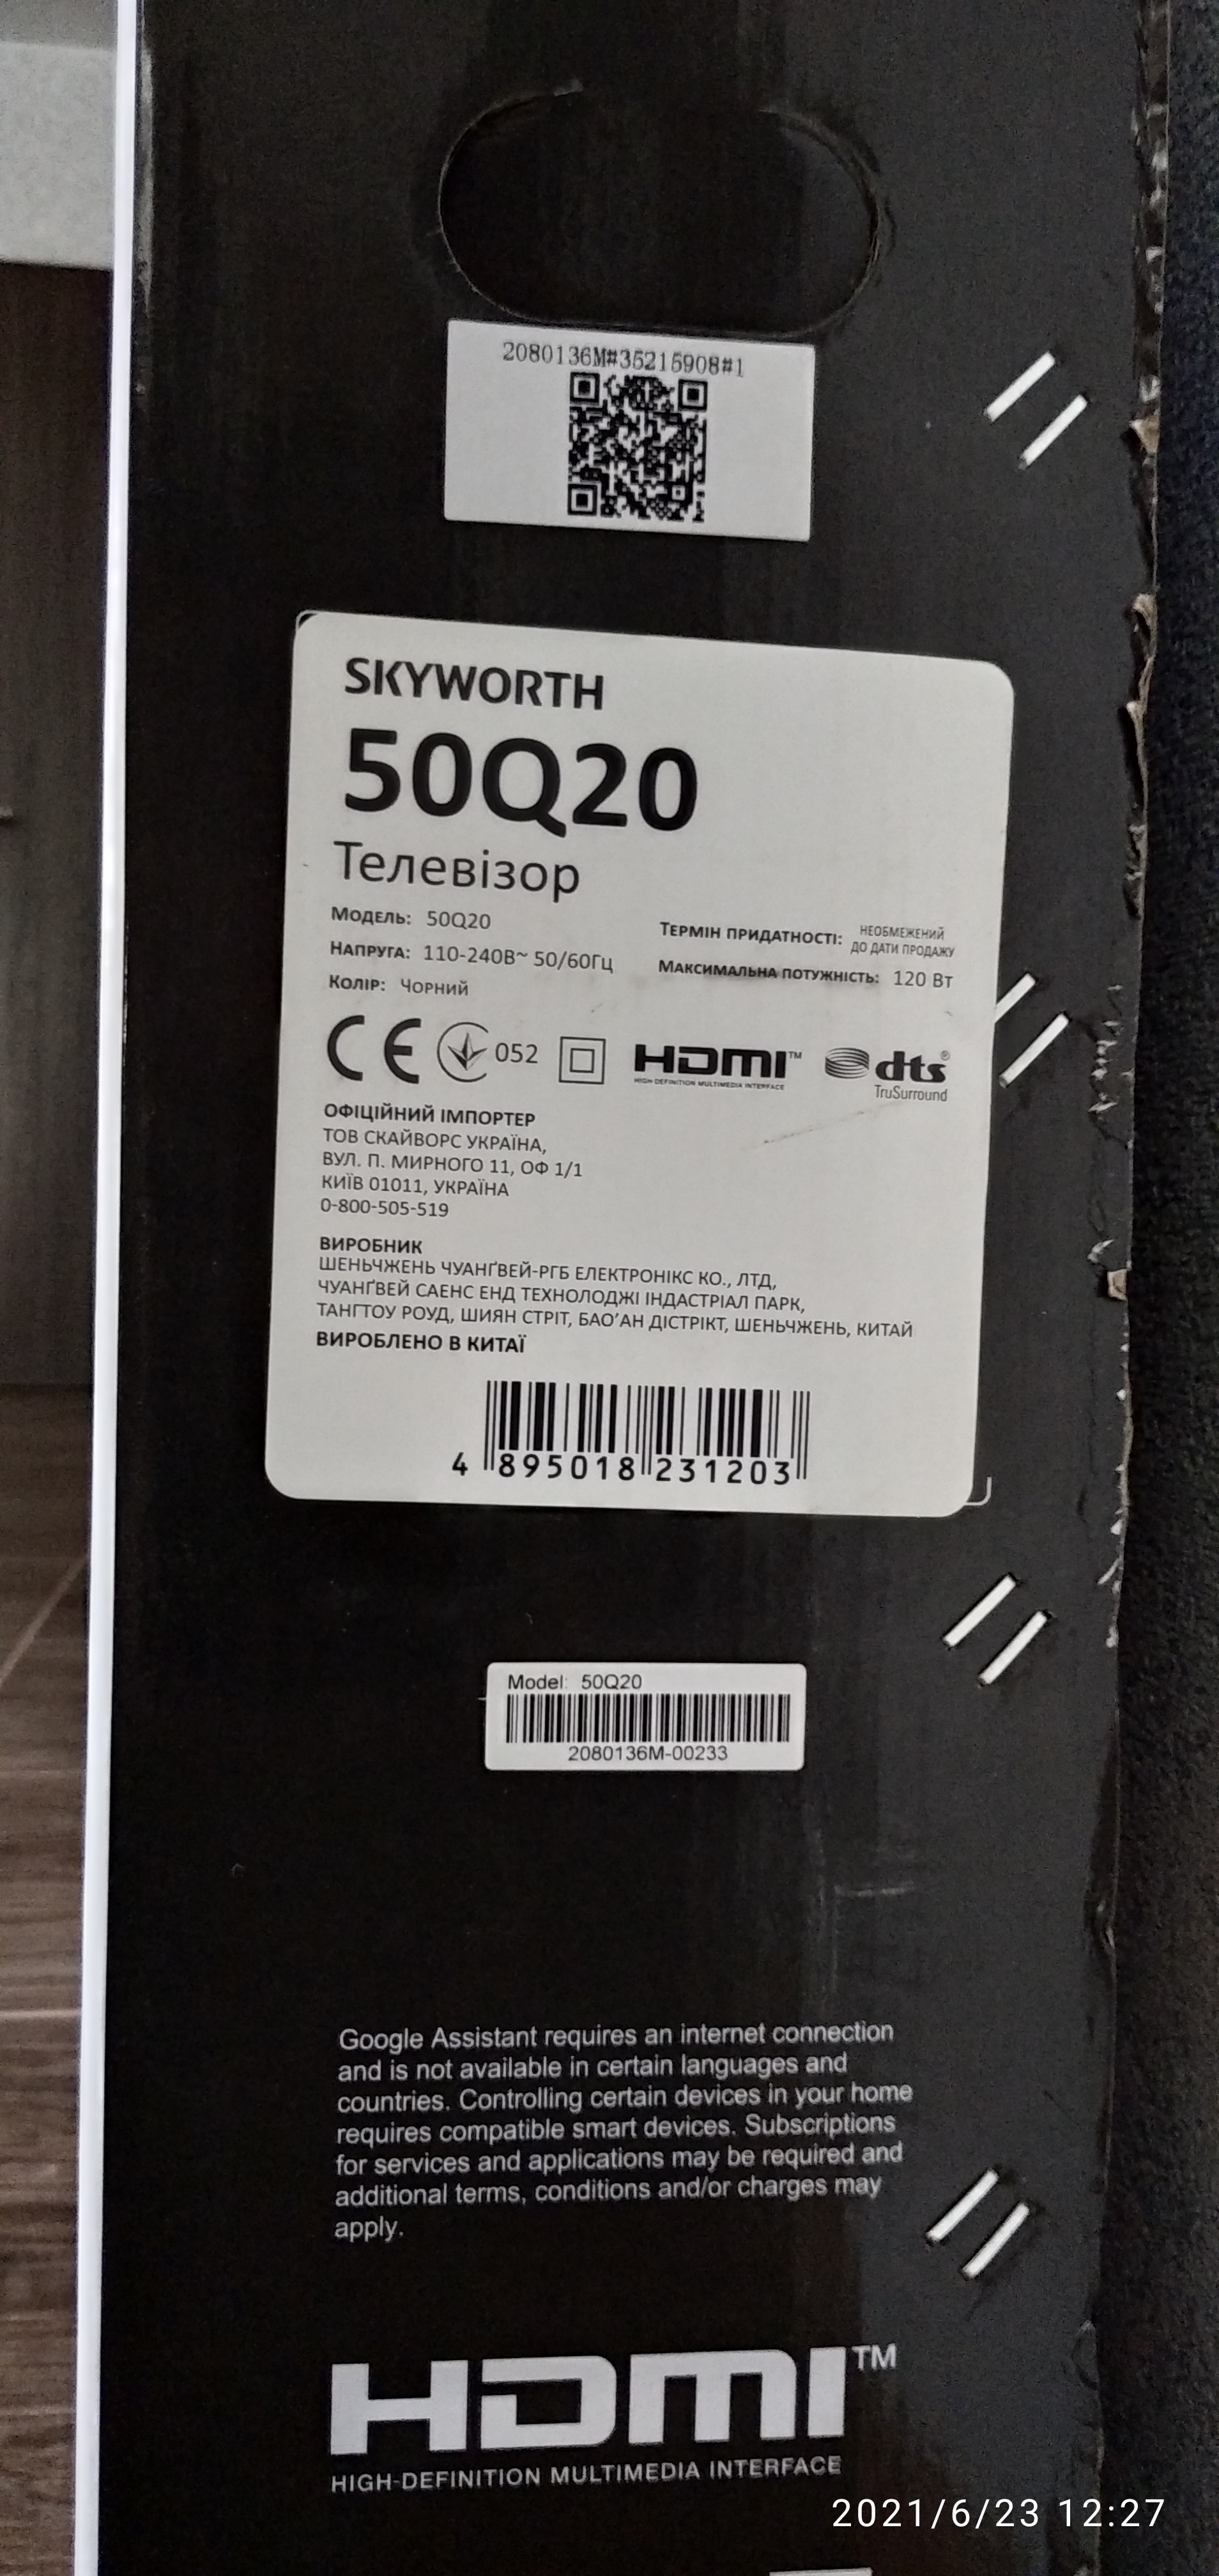 2080136M#35215908#1
SKYWORTH
50Q20
Телевізор
Модель: 50Q20
Напруга: 110-240В~ 50/60Гц
Колір: Чорний
Термін придатності: НЕОБМЕЖЕНИЙ
ДО ДАТИ ПРОДАЖУ
Максимальна потужність: 120 Вт
CE
052
HDMI™
HIGH-DEFINITION MULTIMEDIA INTERFACE
dts®
TruSurround
ОФІЦІЙНИЙ ІМПОРТЕР
ТОВ СКАЙВОРС УКРАЇНА,
ВУЛ. П. МИРНОГО 11, ОФ 1/1
КИЇВ 01011, УКРАЇНА
0-800-505-519
ВИРОБНИК
ШЕНЬЧЖЕНЬ ЧУАНҐВЕЙ-РГБ ЕЛЕКТРОНІКС КО., ЛТД,
ЧУАНҐВЕЙ САЕНС ЕНД ТЕХНОЛОДЖІ ІНДАСТРІАЛ ПАРК,
ТАНГТОУ РОУД, ШИЯН СТРІТ, БАО’АН ДІСТРІКТ, ШЕНЬЧЖЕНЬ, КИТАЙ
ВИРОБЛЕНО В КИТАЇ
4 895018 231203
Model: 50Q20
2080136M-00233
Google Assistant requires an internet connection
and is not available in certain languages and
countries. Controlling certain devices in your home
requires compatible smart devices. Subscriptions
for services and applications may be required and
additional terms, conditions and/or charges may
apply.
HDMI™
HIGH-DEFINITION MULTIMEDIA INTERFACE
2021/6/23 12:27